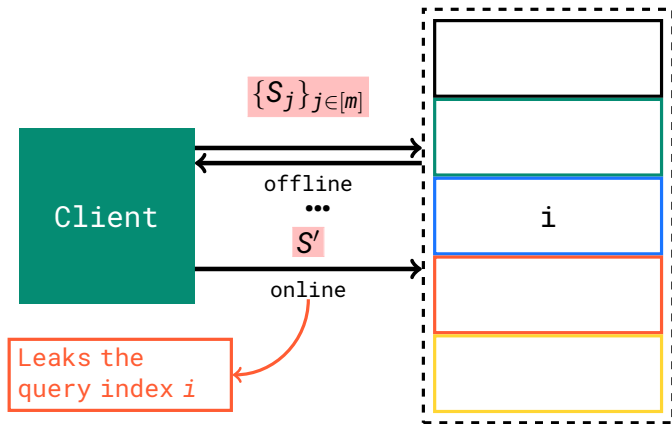 {S_j}_{j∈[m]}
offline
Client
i
...
S′
online
Leaks the
query index i